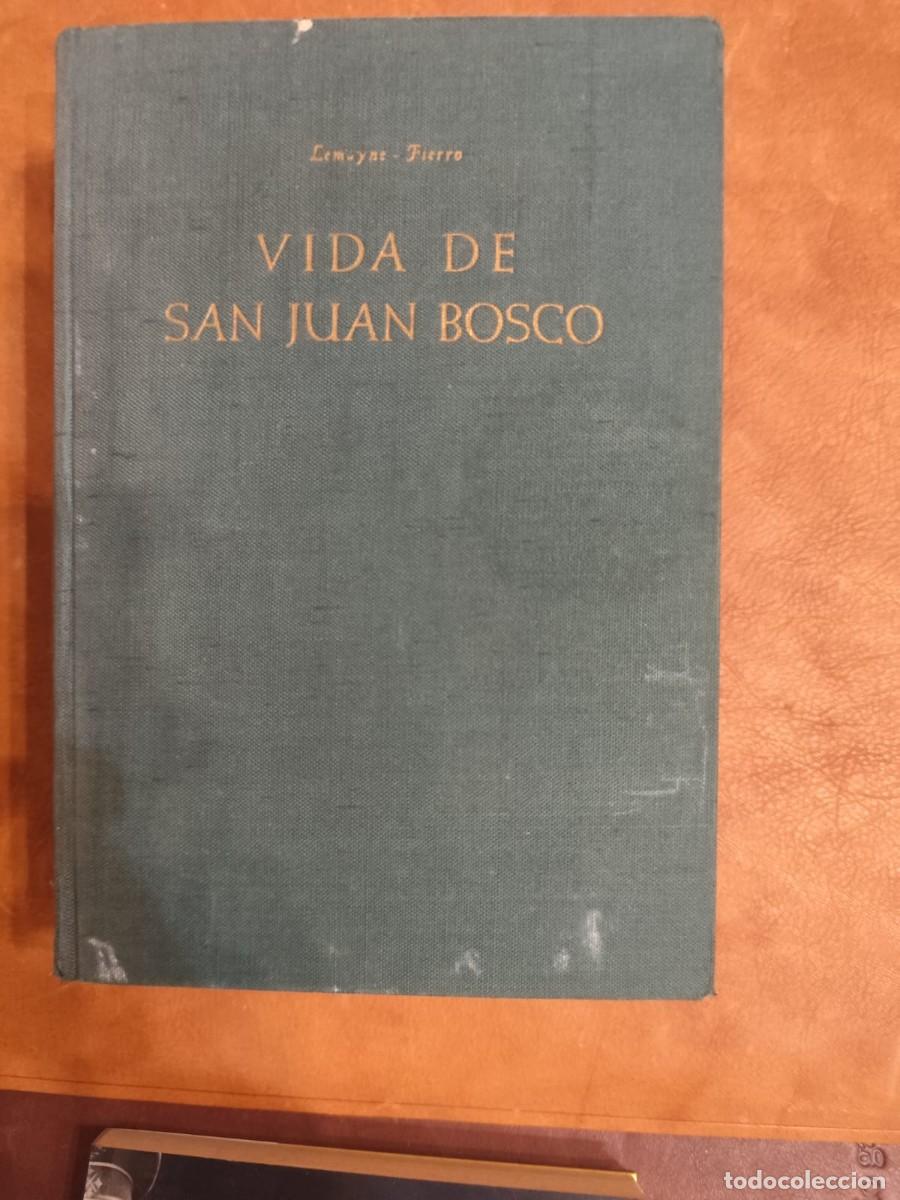 Lemoyne - Fierro
VIDA DE
SAN JUAN BOSCO
todocoleccion